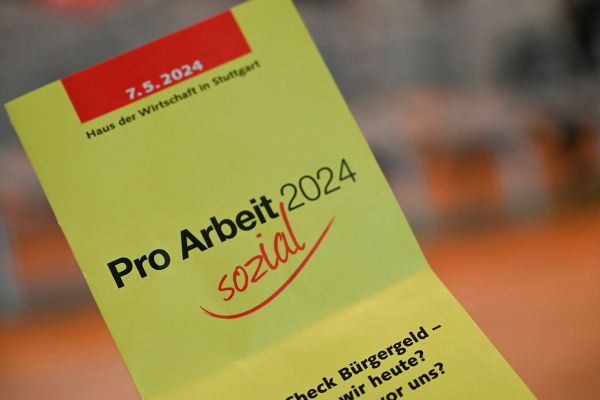 7.5.2024
Haus der Wirtschaft in Stuttgart
Pro Arbeit 2024
sozial
Check Bürgergeld –
wir heute?
vor uns?